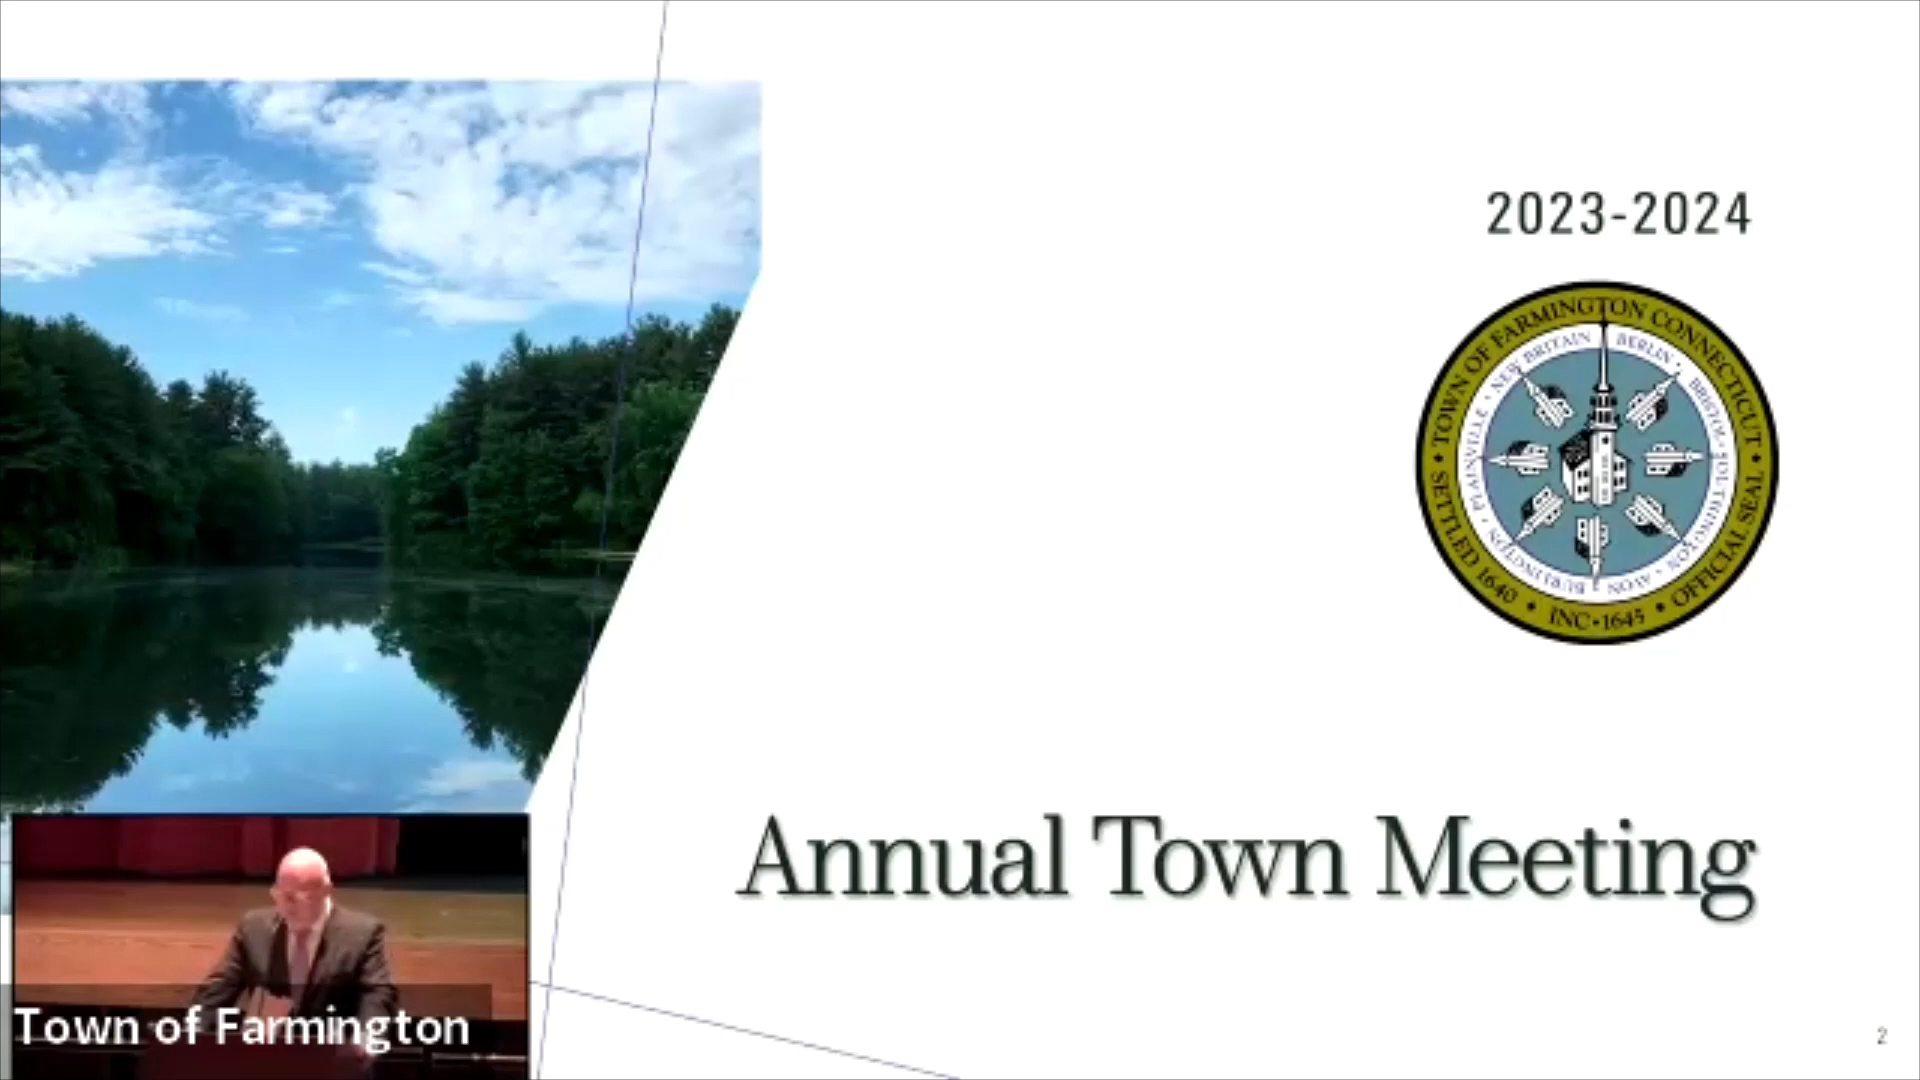 2023-2024
• TOWN OF FARMINGTON CONNECTICUT •
SETTLED 1640 • INC•1645 • OFFICIAL SEAL
PLAINVILLE • NEW BRITAIN BERLIN • BRISTOL • SOUTHINGTON • AVON • BURLINGTON •
Annual Town Meeting
Town of Farmington
2